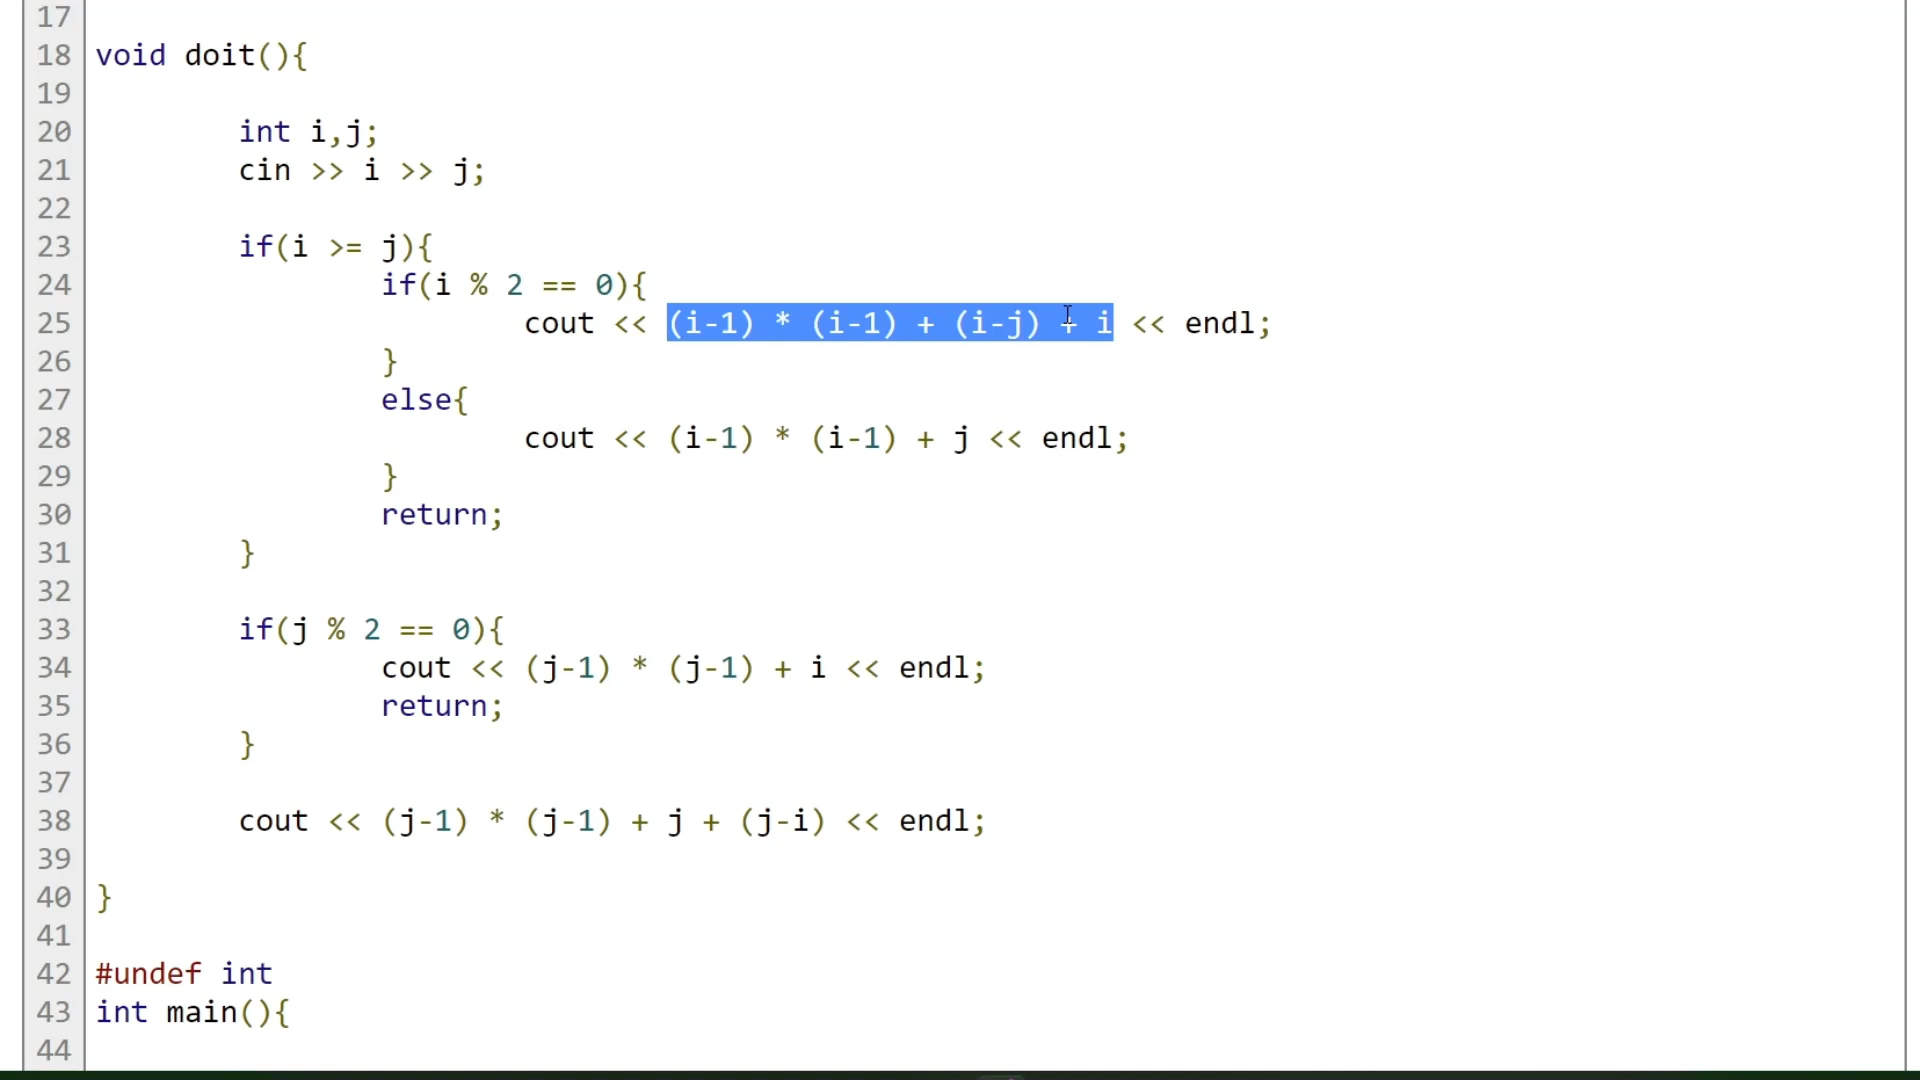 17
18 void doit(){
19
20 int i,j;
21 cin >> i >> j;
22
23 if(i >= j){
24 if(i % 2 == 0){
25 cout << (i-1) * (i-1) + (i-j) + i << endl;
26 }
27 else{
28 cout << (i-1) * (i-1) + j << endl;
29 }
30 return;
31 }
32
33 if(j % 2 == 0){
34 cout << (j-1) * (j-1) + i << endl;
35 return;
36 }
37
38 cout << (j-1) * (j-1) + j + (j-i) << endl;
39
40 }
41
42 #undef int
43 int main(){
44